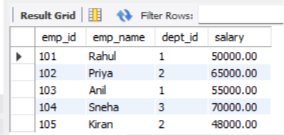 Result Grid Filter Rows:
emp_id emp_name dept_id salary
101 Rahul 1 50000.00
102 Priya 2 65000.00
103 Anil 1 55000.00
104 Sneha 3 70000.00
105 Kiran 2 48000.00